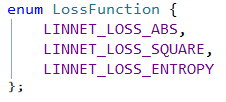 enum LossFunction {
LINNET_LOSS_ABS,
LINNET_LOSS_SQUARE,
LINNET_LOSS_ENTROPY
};